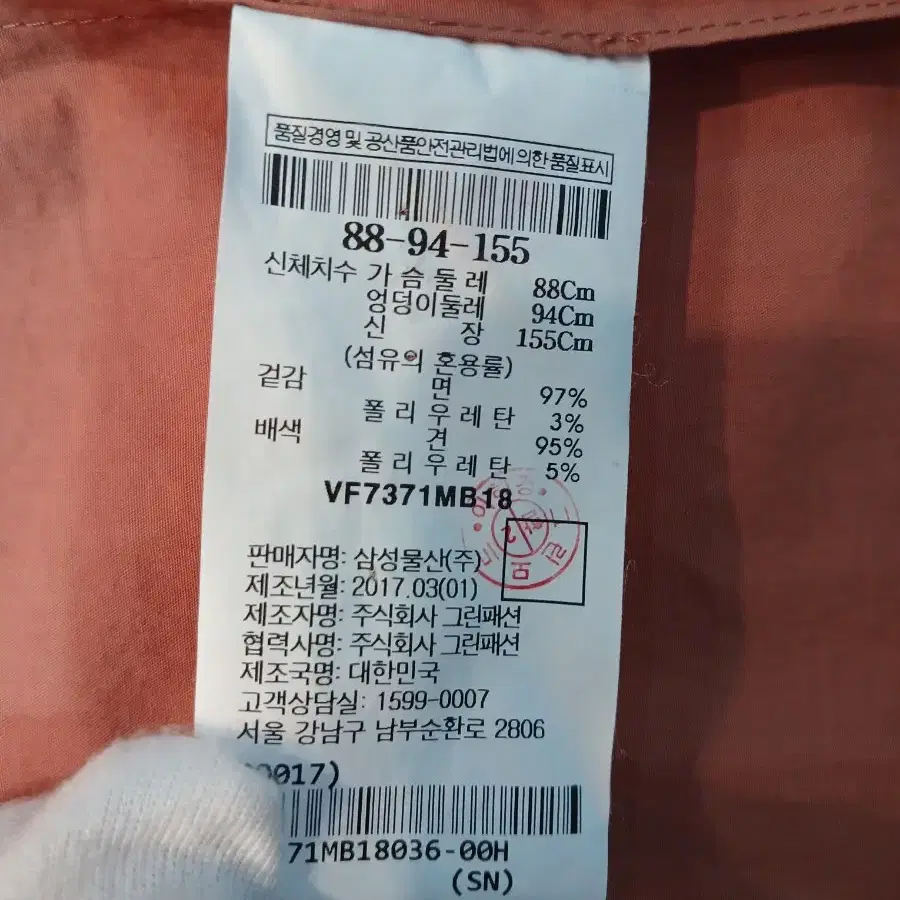 품질경영 및 공산품안전관리법에 의한 품질표시
88-94-155
신체치수 가 슴 둘 레 88Cm
엉덩이둘레 94Cm
신 장 155Cm
(섬유의 혼용률)
겉감 면 97%
폴 리 우 레 탄 3%
배색 견 95%
폴 리 우 레 탄 5%
VF7371MB18
판매자명: 삼성물산(주)
제조년월: 2017.03(01)
제조자명: 주식회사 그린패션
협력사명: 주식회사 그린패션
제조국명: 대한민국
고객상담실: 1599-0007
서울 강남구 남부순환로 2806
0017)
71MB18036-00H
(SN)